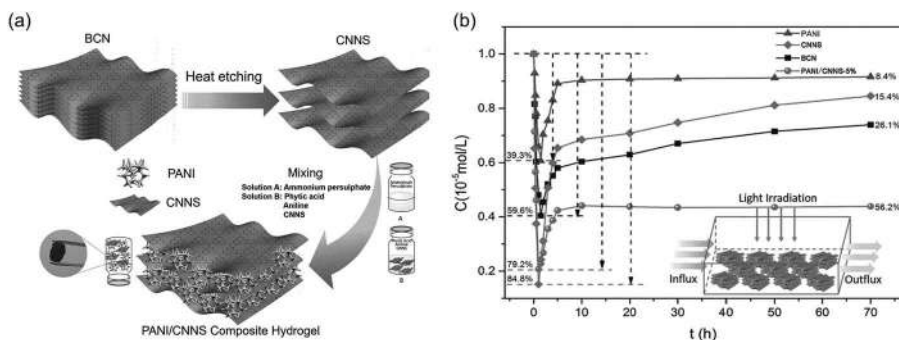 (a)
BCN
CNNS
Heat etching
PANI
CNNS
Mixing
Solution A: Ammonium persulphate
Solution B: Phytic acid
Aniline
CNNS
A
B
PANI/CNNS Composite Hydrogel
(b)
C(10⁻⁵mol/L)
1.0
0.8
0.6
0.4
0.2
39.3%
59.6%
79.2%
84.8%
PANI
CNNS
BCN
PANI/CNNS-5%
8.4%
15.4%
26.1%
56.2%
Light Irradiation
Influx
Outflux
0
10
20
30
40
50
60
70
t (h)